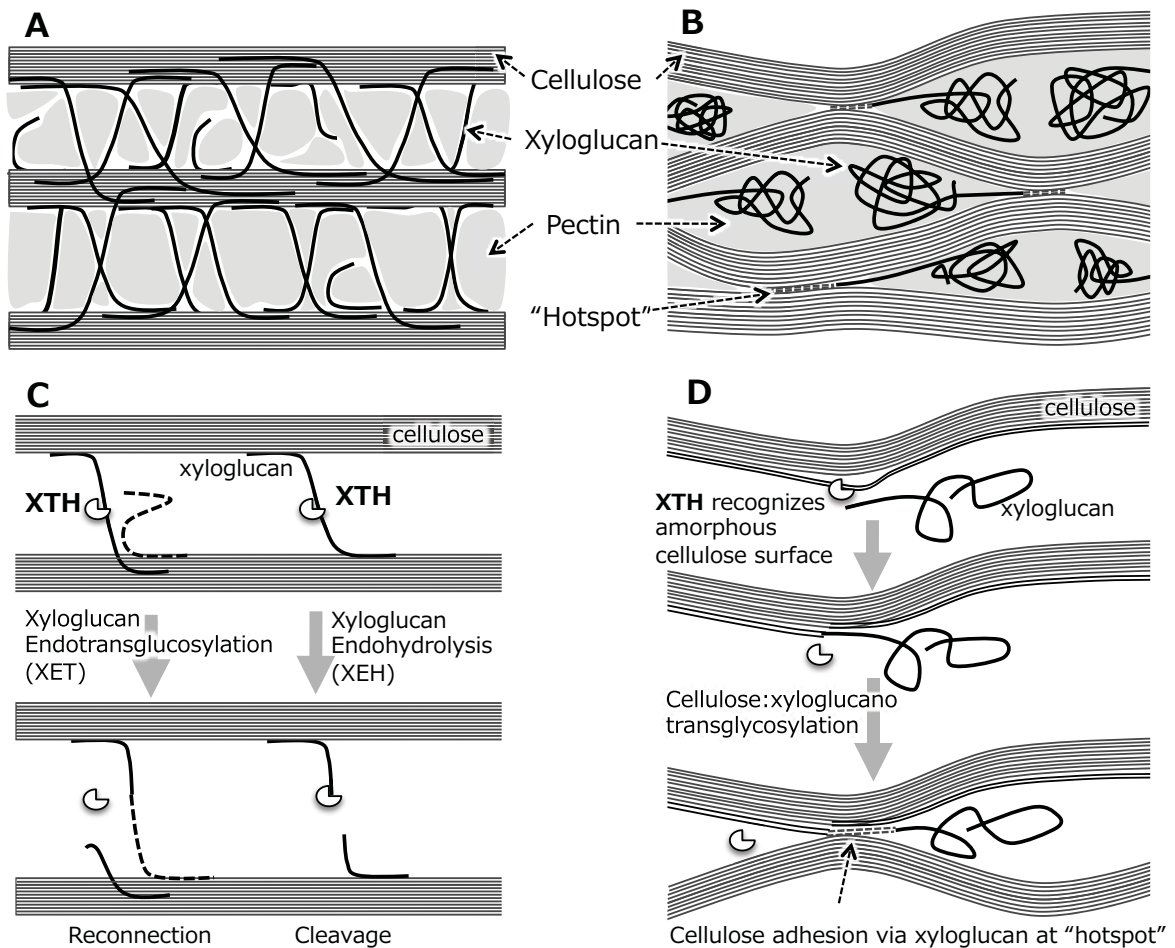 A
B
Cellulose
Xyloglucan
Pectin
“Hotspot”
C
cellulose
xyloglucan
XTH
XTH
Xyloglucan
Endotransglucosylation
(XET)
Xyloglucan
Endohydrolysis
(XEH)
Reconnection
Cleavage
D
cellulose
XTH recognizes
amorphous
cellulose surface
xyloglucan
Cellulose:xyloglucano
transglycosylation
Cellulose adhesion via xyloglucan at “hotspot”